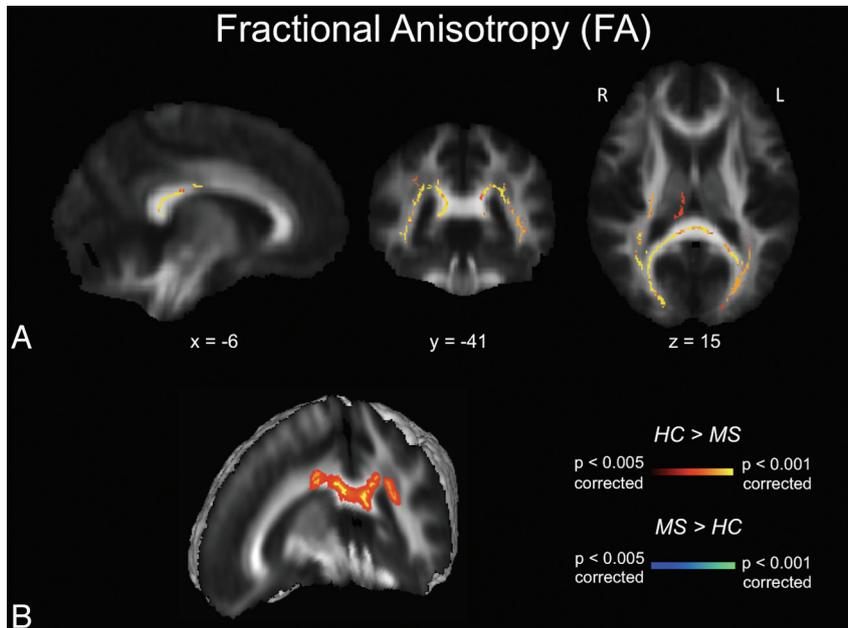 Fractional Anisotropy (FA)
R L
A
x = -6 y = -41 z = 15
HC > MS
p < 0.005 p < 0.001
corrected corrected
MS > HC
p < 0.005 p < 0.001
corrected corrected
B